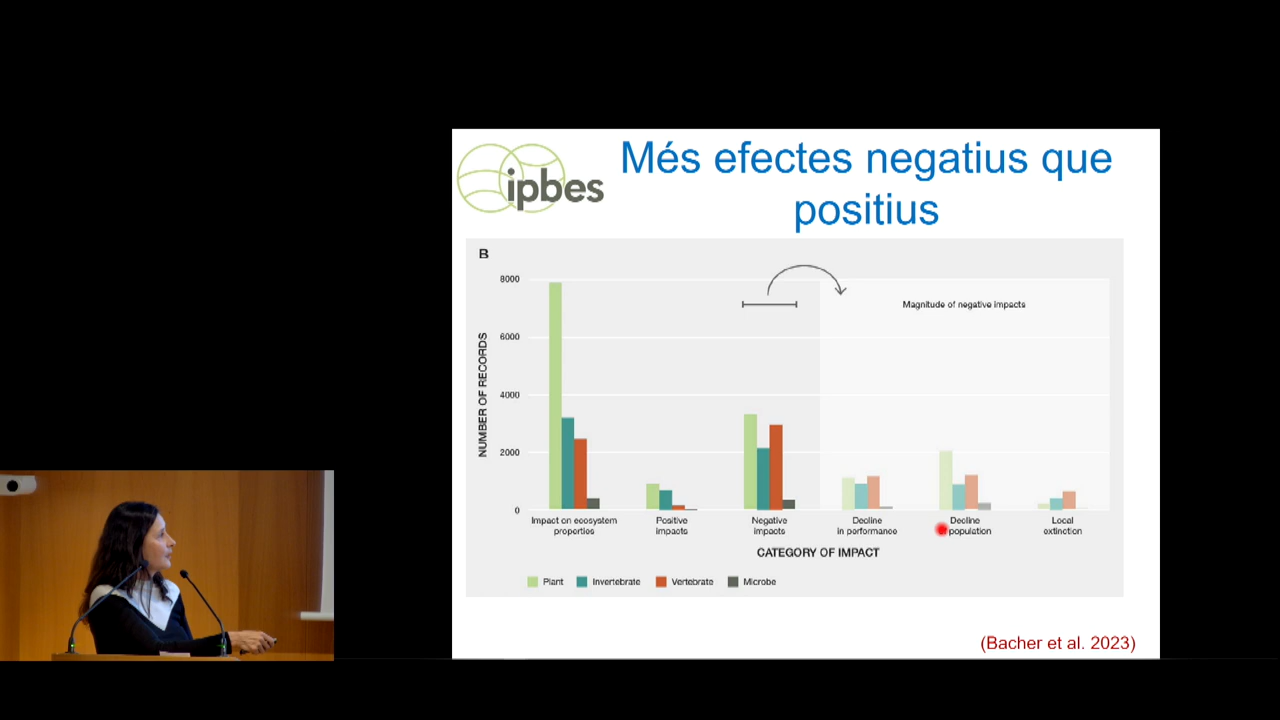 ipbes
Més efectes negatius que
positius
B
8000
6000
4000
2000
0
NUMBER OF RECORDS
Magnitude of negative impacts
Impact on ecosystem
properties
Positive
impacts
Negative
impacts
Decline
in performance
Decline
population
Local
extinction
CATEGORY OF IMPACT
Plant
Invertebrate
Vertebrate
Microbe
(Bacher et al. 2023)